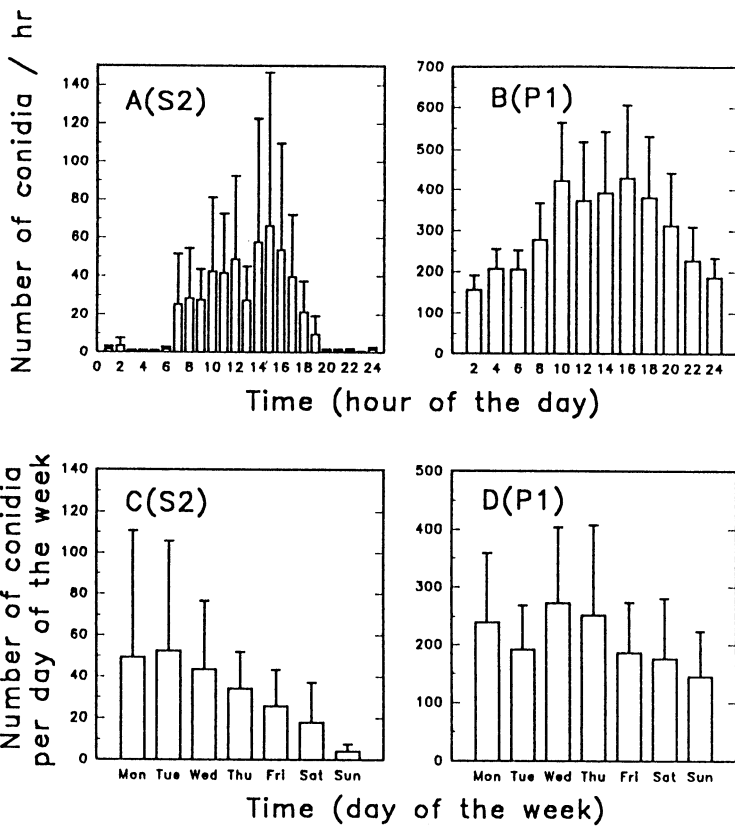 Number of conidia / hr
140
120
100
80
60
40
20
0
A(S2)
0 2 4 6 8 10 12 14 16 18 20 22 24
700
600
500
400
300
200
100
0
B(P1)
2 4 6 8 10 12 14 16 18 20 22 24
Time (hour of the day)
Number of conidia
per day of the week
140
120
100
80
60
40
20
0
C(S2)
Mon Tue Wed Thu Fri Sat Sun
500
400
300
200
100
0
D(P1)
Mon Tue Wed Thu Fri Sat Sun
Time (day of the week)